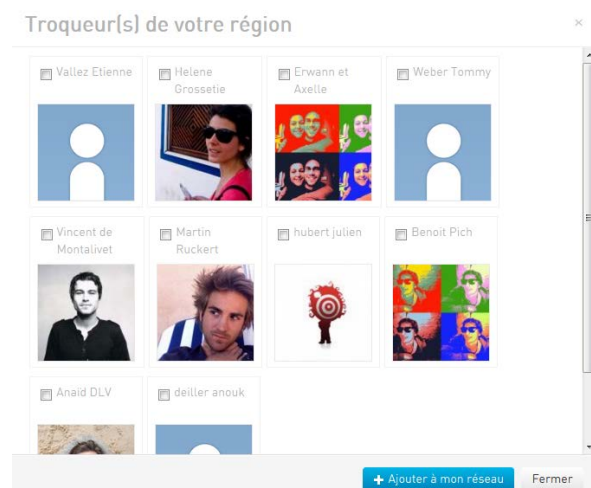 Troqueur(s) de votre région
Vallez Etienne
Helene
Grossetie
Erwann et
Axelle
Weber Tommy
Vincent de
Montalivet
Martin
Ruckert
hubert julien
Benoit Pich
Anaid DLV
deiller anouk
+ Ajouter à mon réseau
Fermer